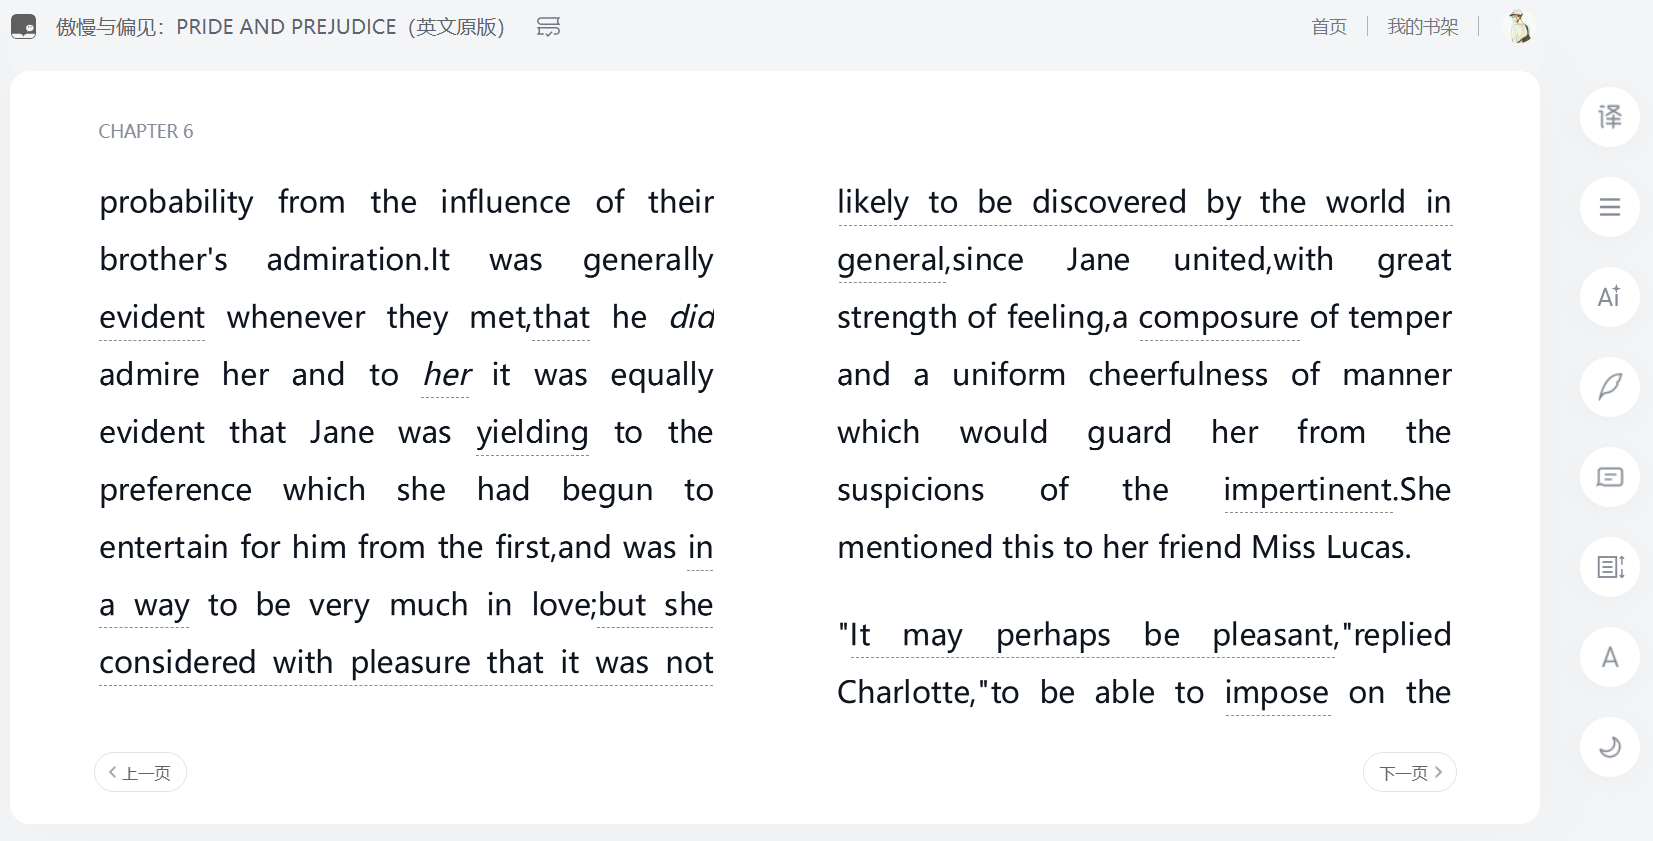 傲慢与偏见：PRIDE AND PREJUDICE（英文原版）
首页
我的书架
CHAPTER 6
probability from the influence of their
brother's admiration.It was generally
evident whenever they met,that he did
admire her and to her it was equally
evident that Jane was yielding to the
preference which she had begun to
entertain for him from the first,and was in
a way to be very much in love;but she
considered with pleasure that it was not
likely to be discovered by the world in
general,since Jane united,with great
strength of feeling,a composure of temper
and a uniform cheerfulness of manner
which would guard her from the
suspicions of the impertinent.She
mentioned this to her friend Miss Lucas.
"It may perhaps be pleasant,"replied
Charlotte,"to be able to impose on the
上一页
下一页
译
Ai
A